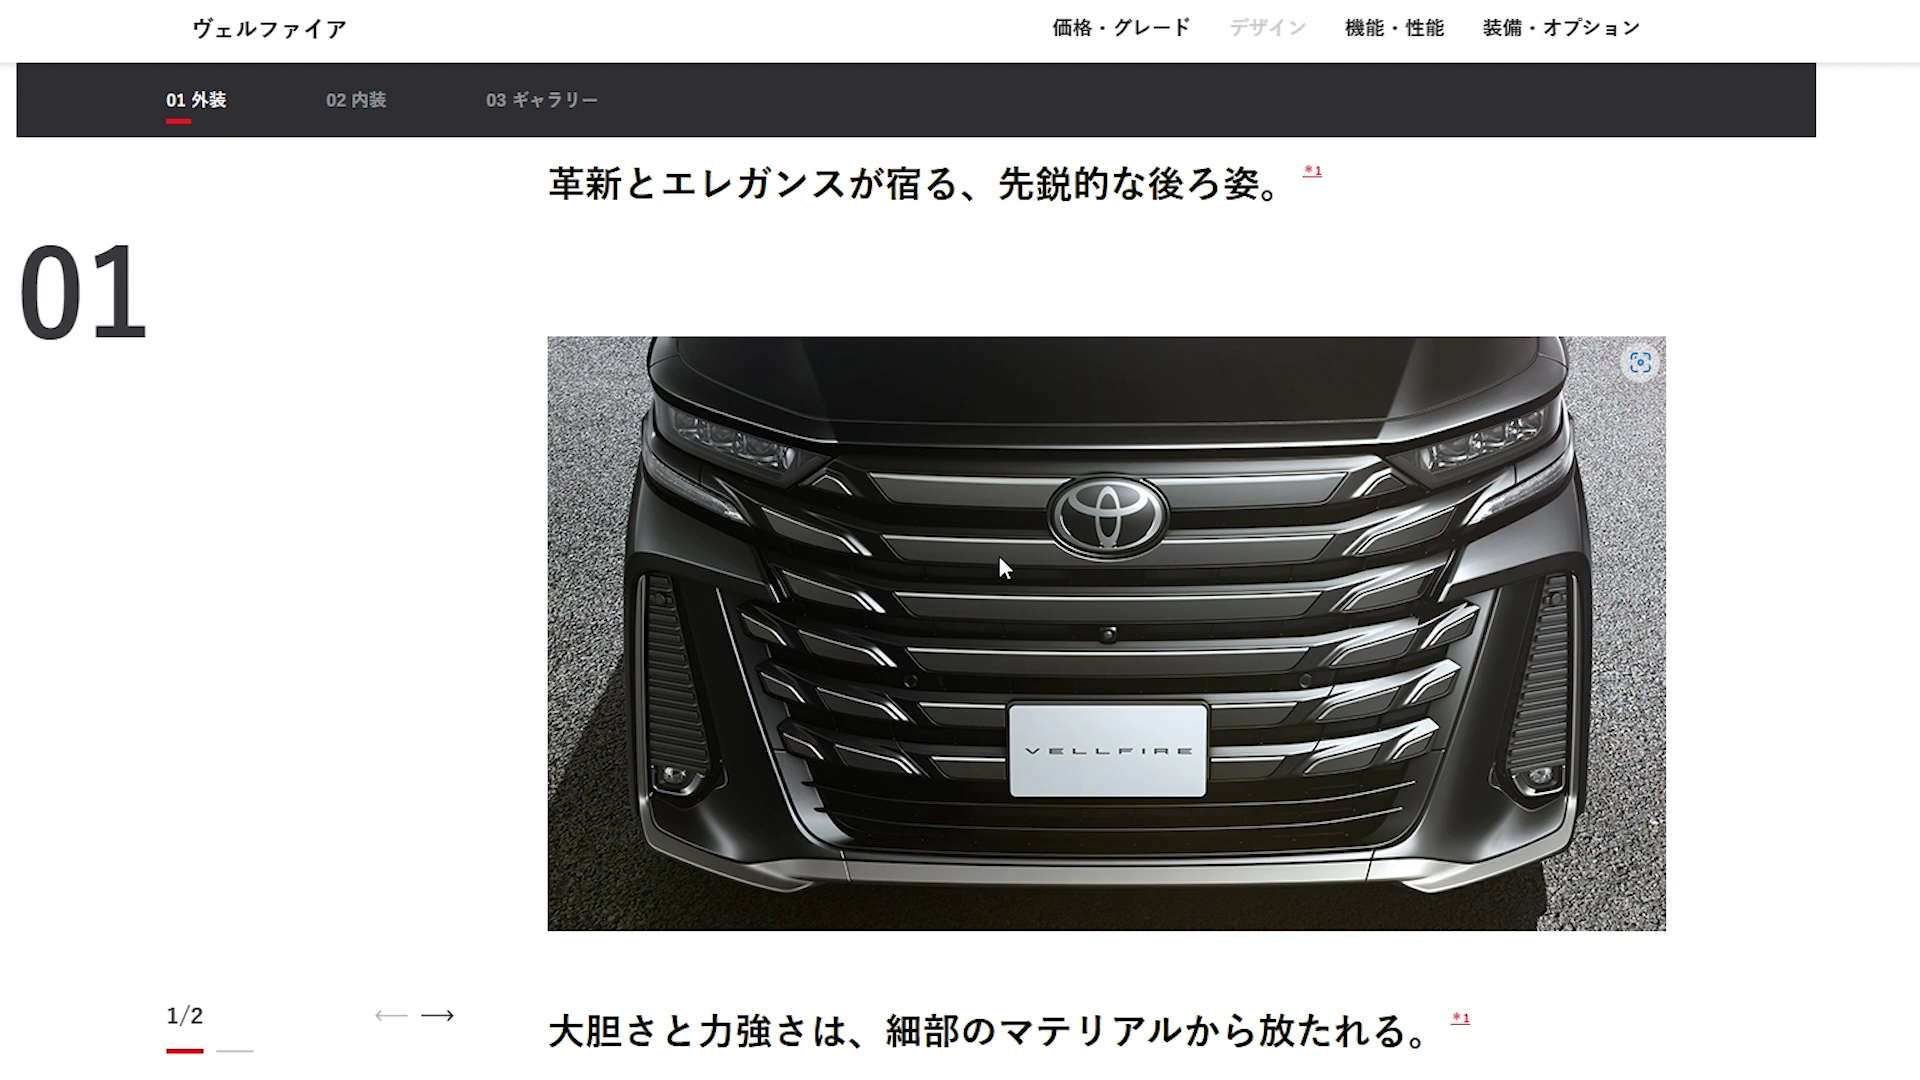 ヴェルファイア
価格・グレード
デザイン
機能・性能
装備・オプション
01 外装
02 内装
03 ギャラリー
革新とエレガンスが宿る、先鋭的な後ろ姿。*1
01
VELLFIRE
1/2
大胆さと力強さは、細部のマテリアルから放たれる。*1